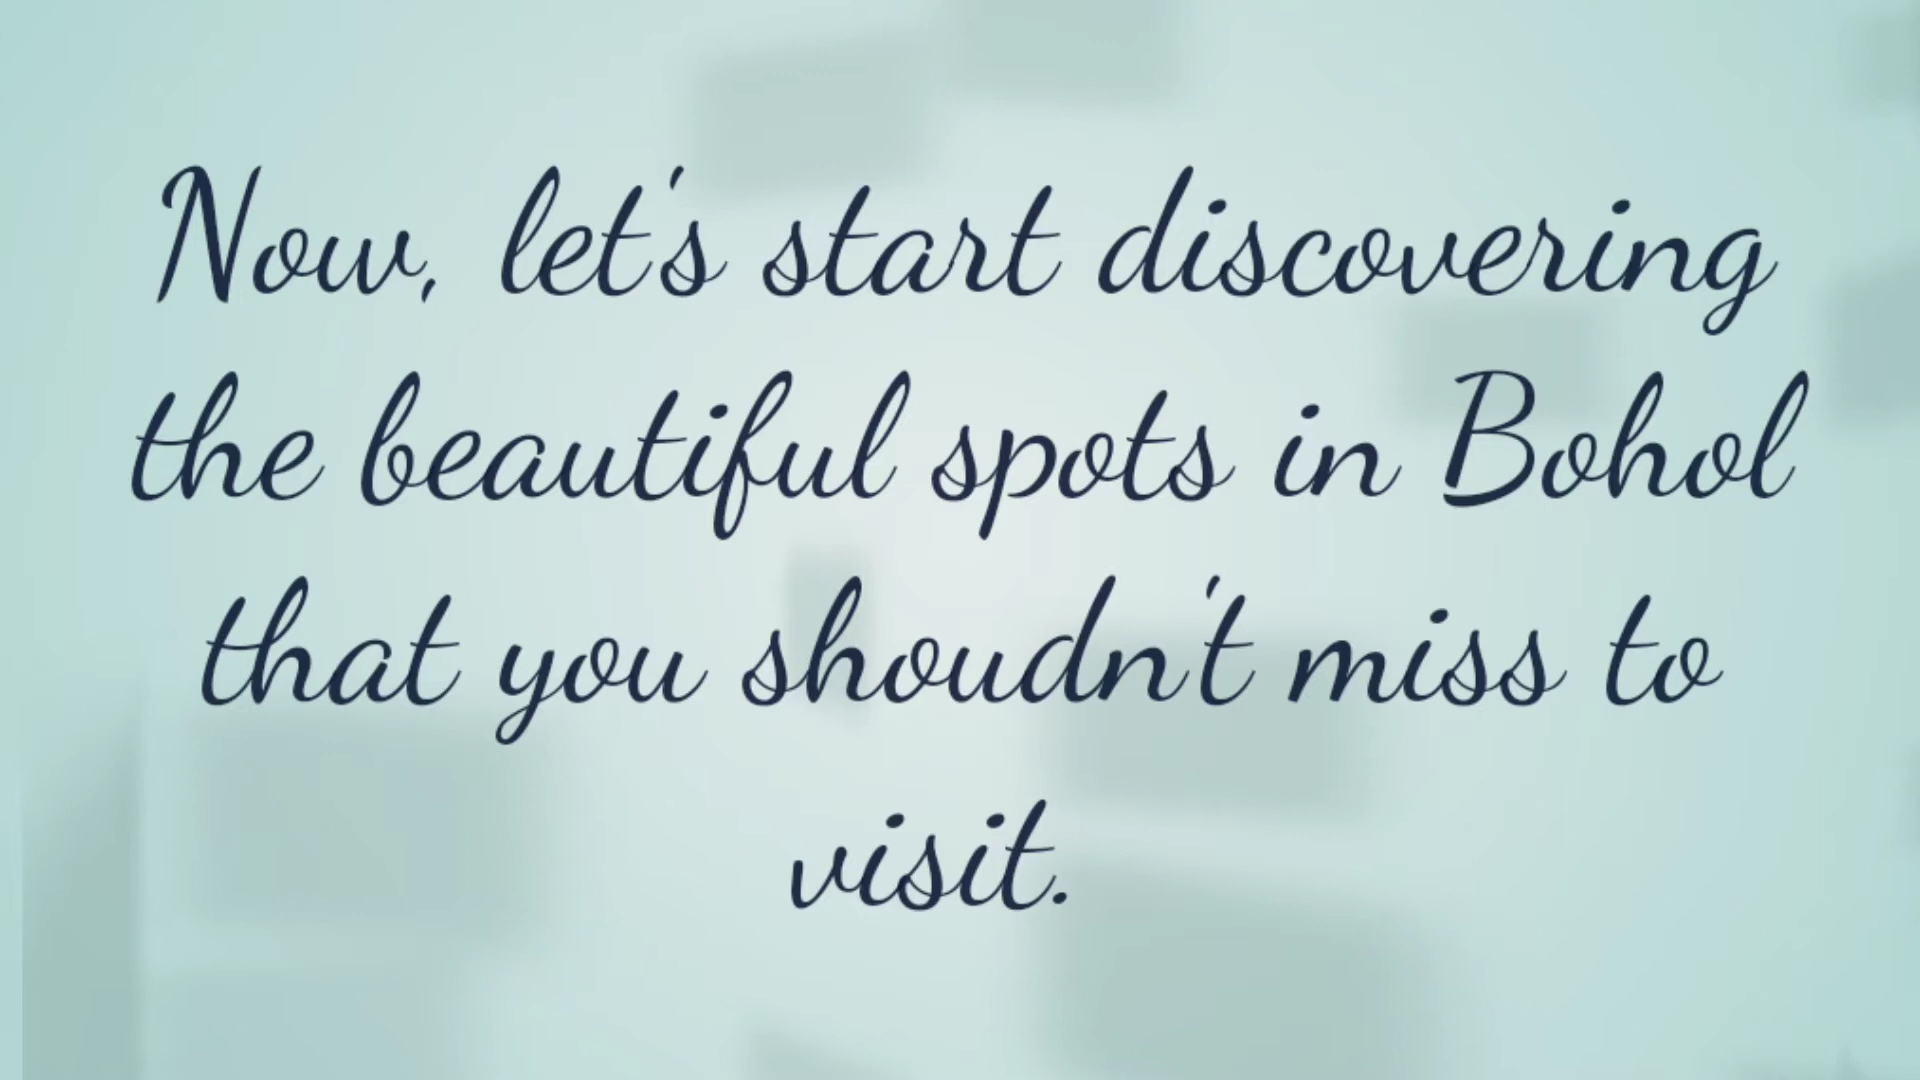 Now, let's start discovering
the beautiful spots in Bohol
that you shoudn't miss to
visit.